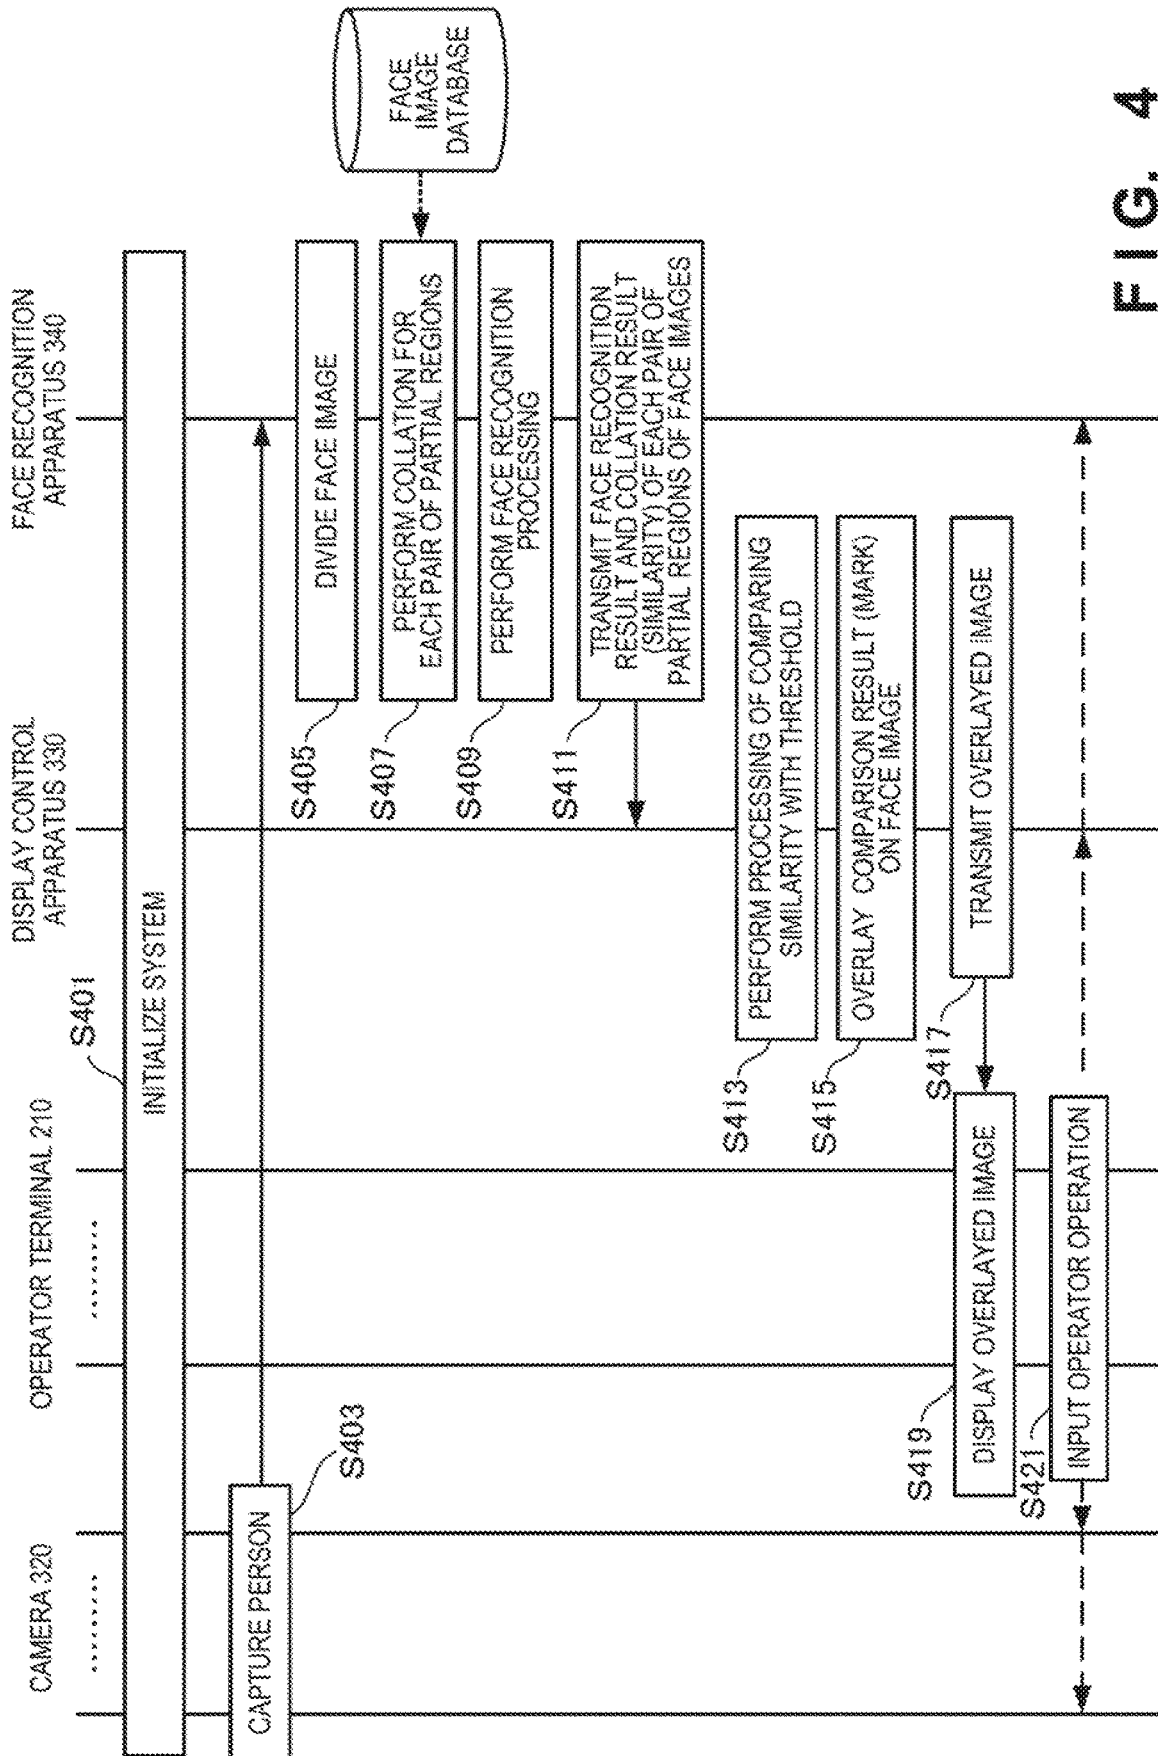 CAMERA 320
OPERATOR TERMINAL 210
DISPLAY CONTROL
APPARATUS 330
FACE RECOGNITION
APPARATUS 340
........
........
S401
INITIALIZE SYSTEM
CAPTURE PERSON
S403
S405
DIVIDE FACE IMAGE
S407
PERFORM COLLATION FOR
EACH PAIR OF PARTIAL REGIONS
FACE
IMAGE
DATABASE
S409
PERFORM FACE RECOGNITION
PROCESSING
S411
TRANSMIT FACE RECOGNITION
RESULT AND COLLATION RESULT
(SIMILARITY) OF EACH PAIR OF
PARTIAL REGIONS OF FACE IMAGES
S413
PERFORM PROCESSING OF COMPARING
SIMILARITY WITH THRESHOLD
S415
OVERLAY COMPARISON RESULT (MARK)
ON FACE IMAGE
S417
TRANSMIT OVERLAYED IMAGE
S419
DISPLAY OVERLAYED IMAGE
S421
INPUT OPERATOR OPERATION
FIG. 4